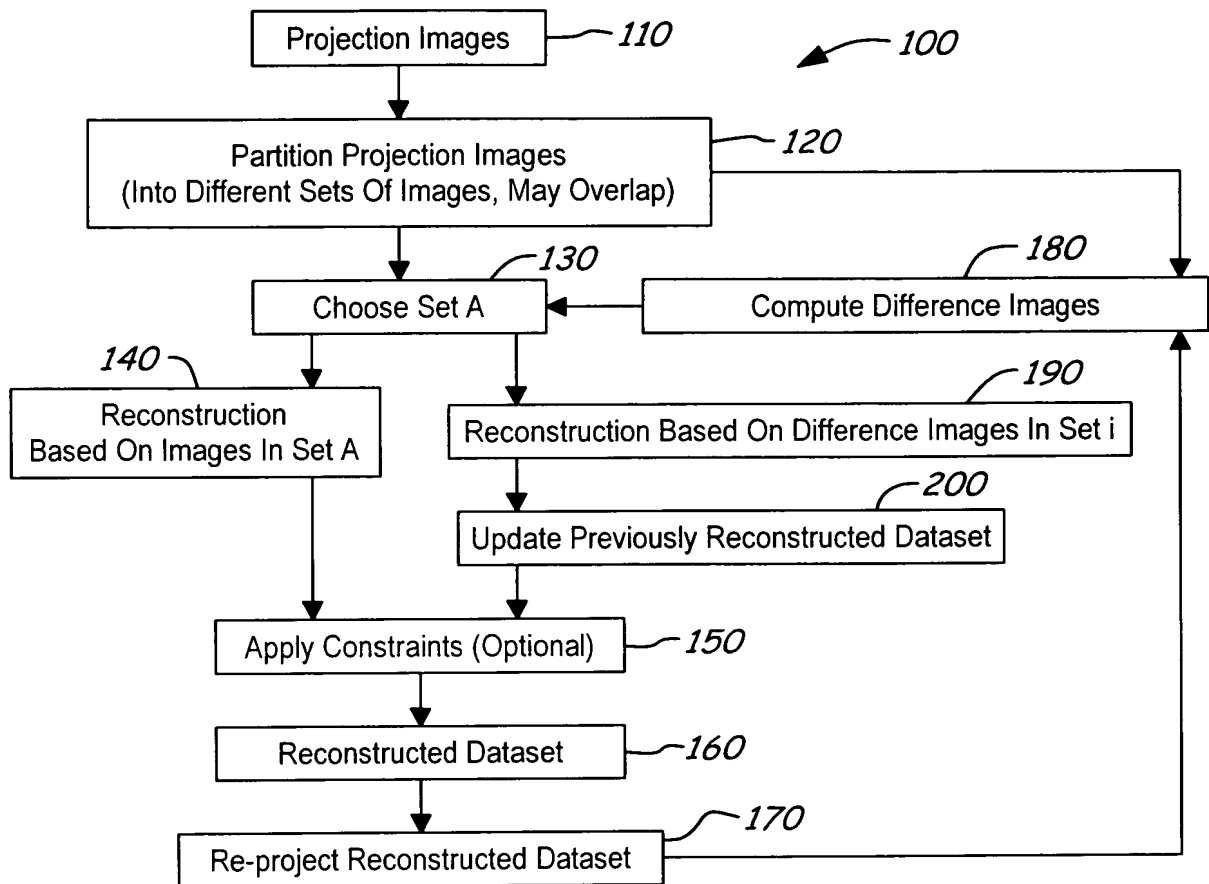 Projection Images
110
100
Partition Projection Images
(Into Different Sets Of Images, May Overlap)
120
130
Choose Set A
180
Compute Difference Images
140
Reconstruction
Based On Images In Set A
190
Reconstruction Based On Difference Images In Set i
200
Update Previously Reconstructed Dataset
Apply Constraints (Optional)
150
Reconstructed Dataset
160
Re-project Reconstructed Dataset
170